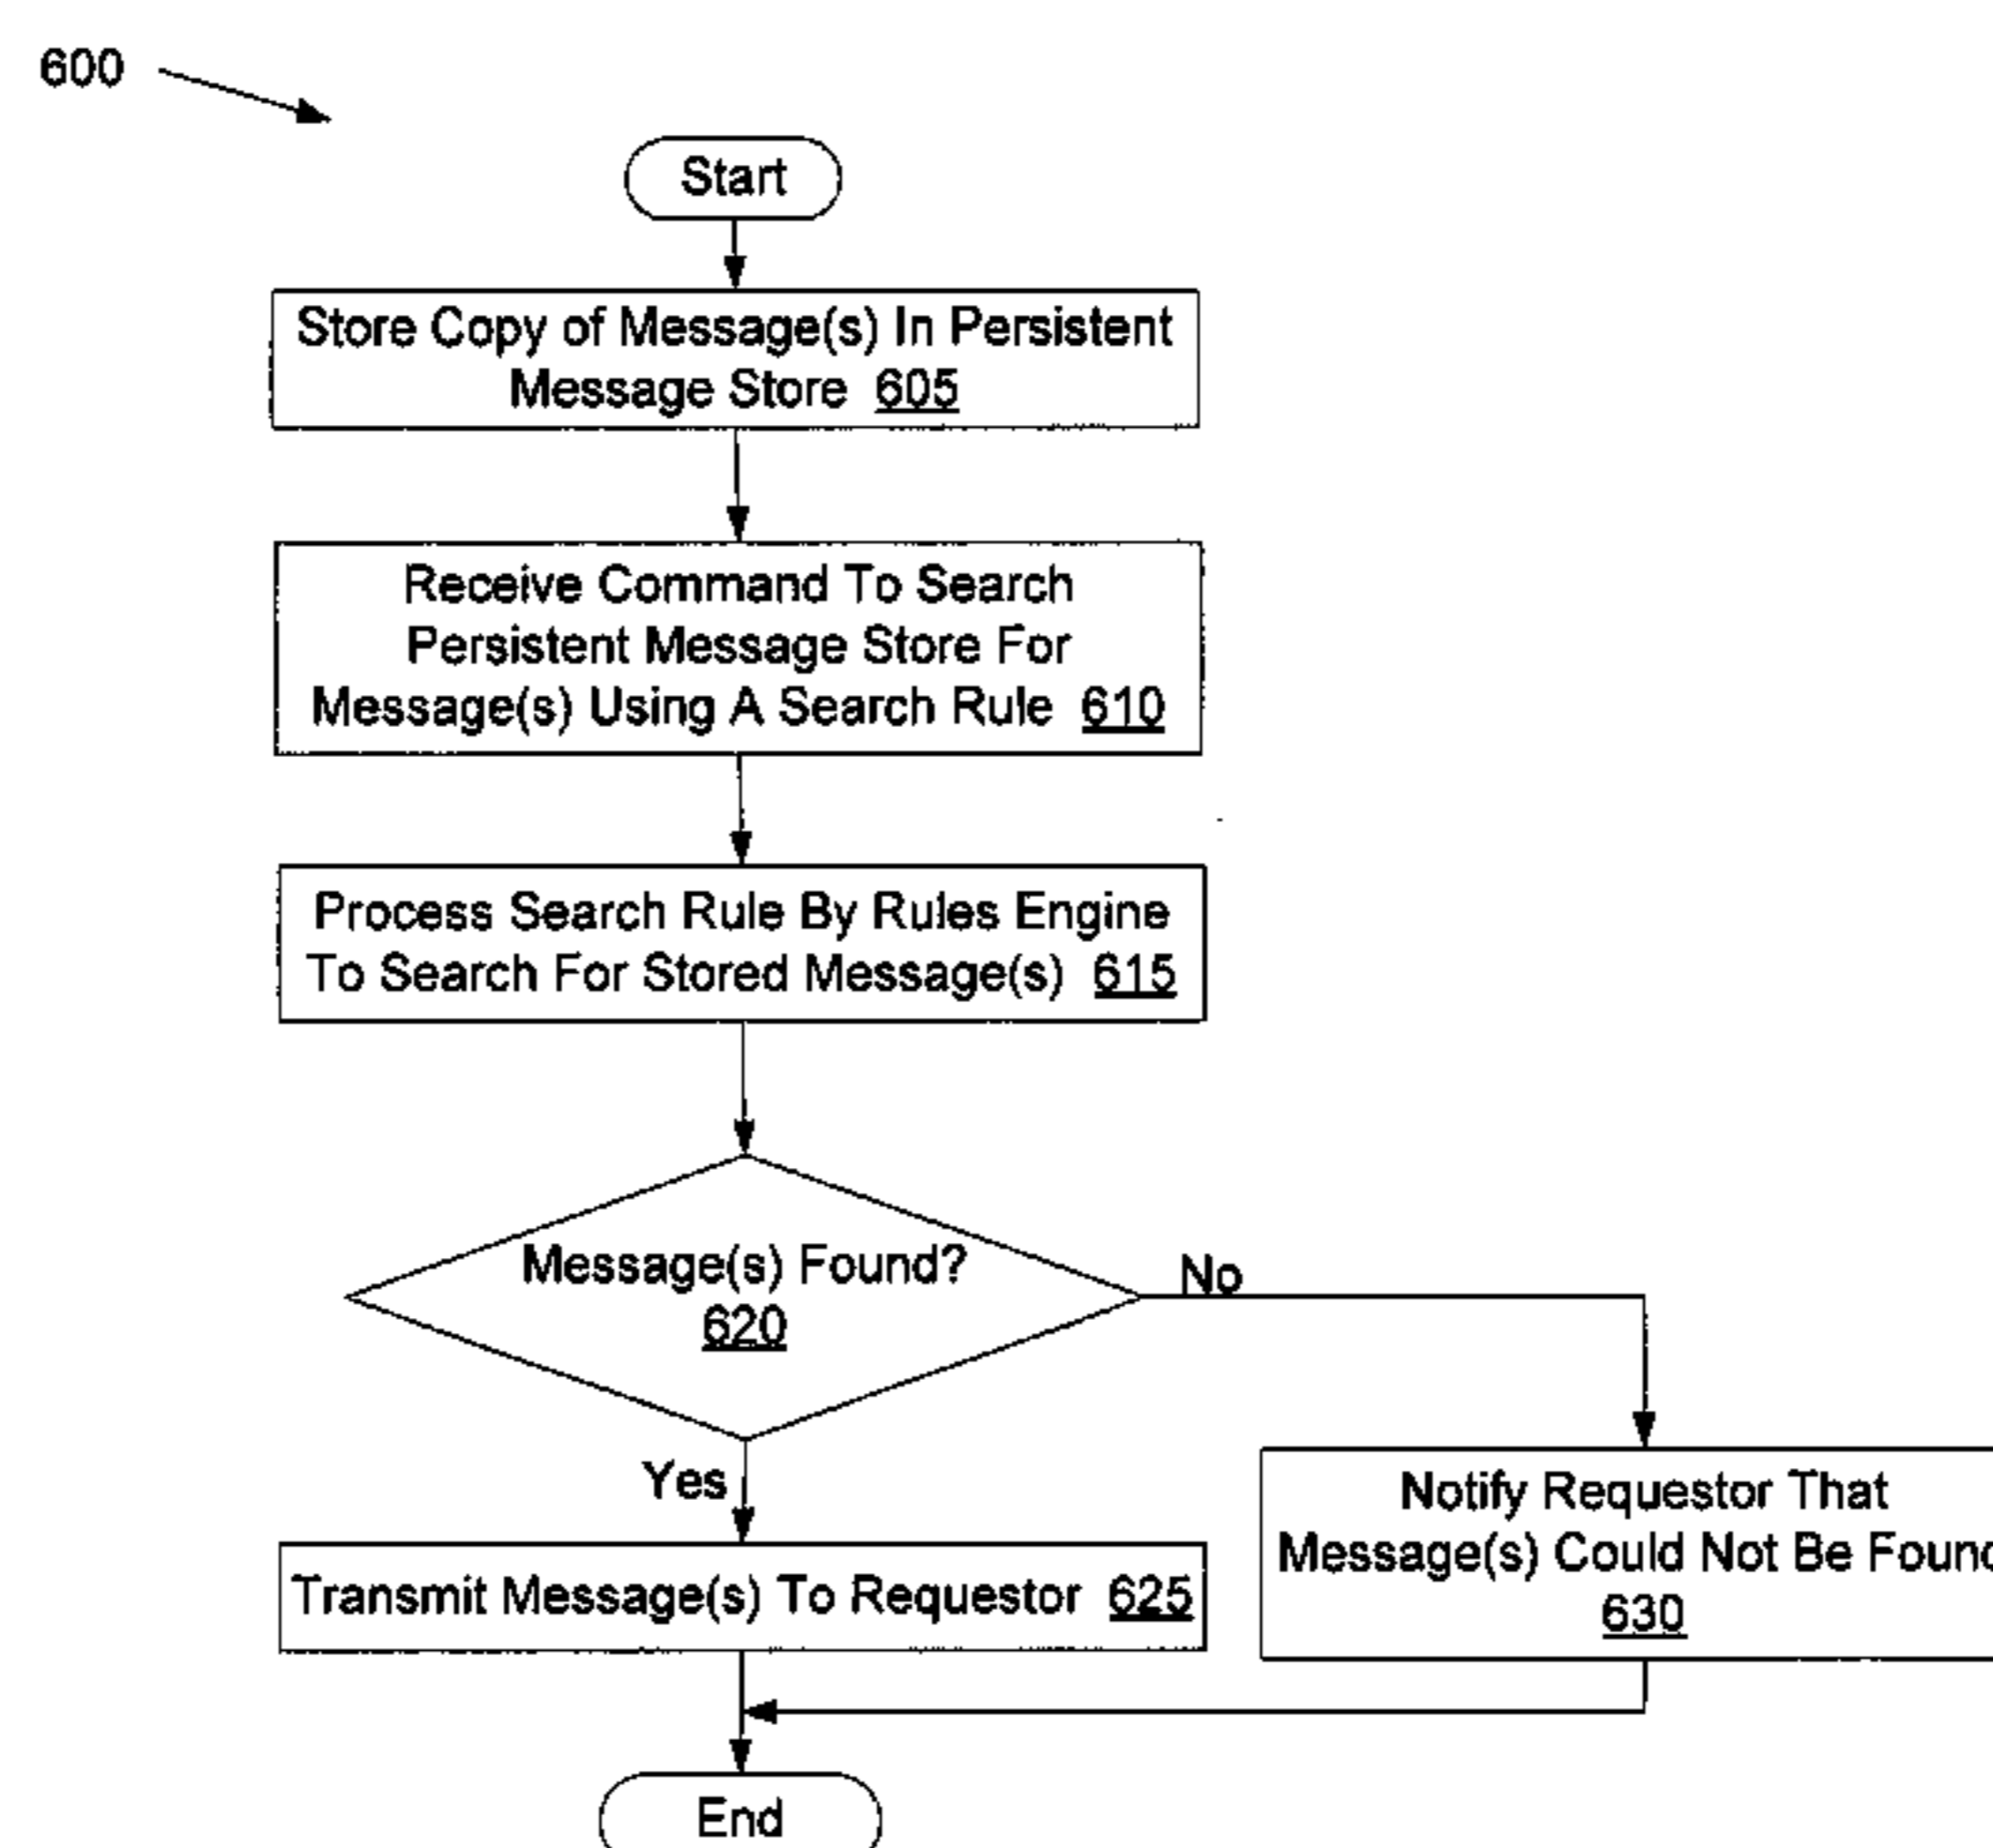 600
Start
Store Copy of Message(s) In Persistent
Message Store 605
Receive Command To Search
Persistent Message Store For
Message(s) Using A Search Rule 610
Process Search Rule By Rules Engine
To Search For Stored Message(s) 615
Message(s) Found?
620
No
Yes
Notify Requestor That
Message(s) Could Not Be Found
630
Transmit Message(s) To Requestor 625
End